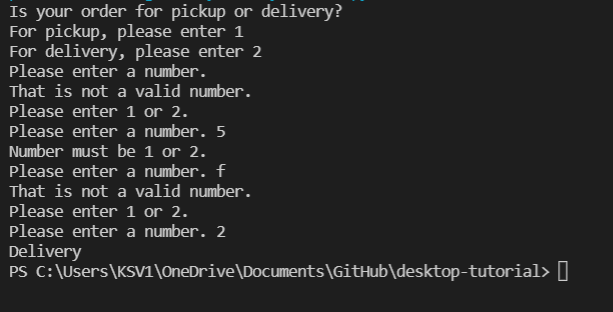 Is your order for pickup or delivery?
For pickup, please enter 1
For delivery, please enter 2
Please enter a number.
That is not a valid number.
Please enter 1 or 2.
Please enter a number. 5
Number must be 1 or 2.
Please enter a number. f
That is not a valid number.
Please enter 1 or 2.
Please enter a number. 2
Delivery
PS C:\Users\KSV1\OneDrive\Documents\GitHub\desktop-tutorial>